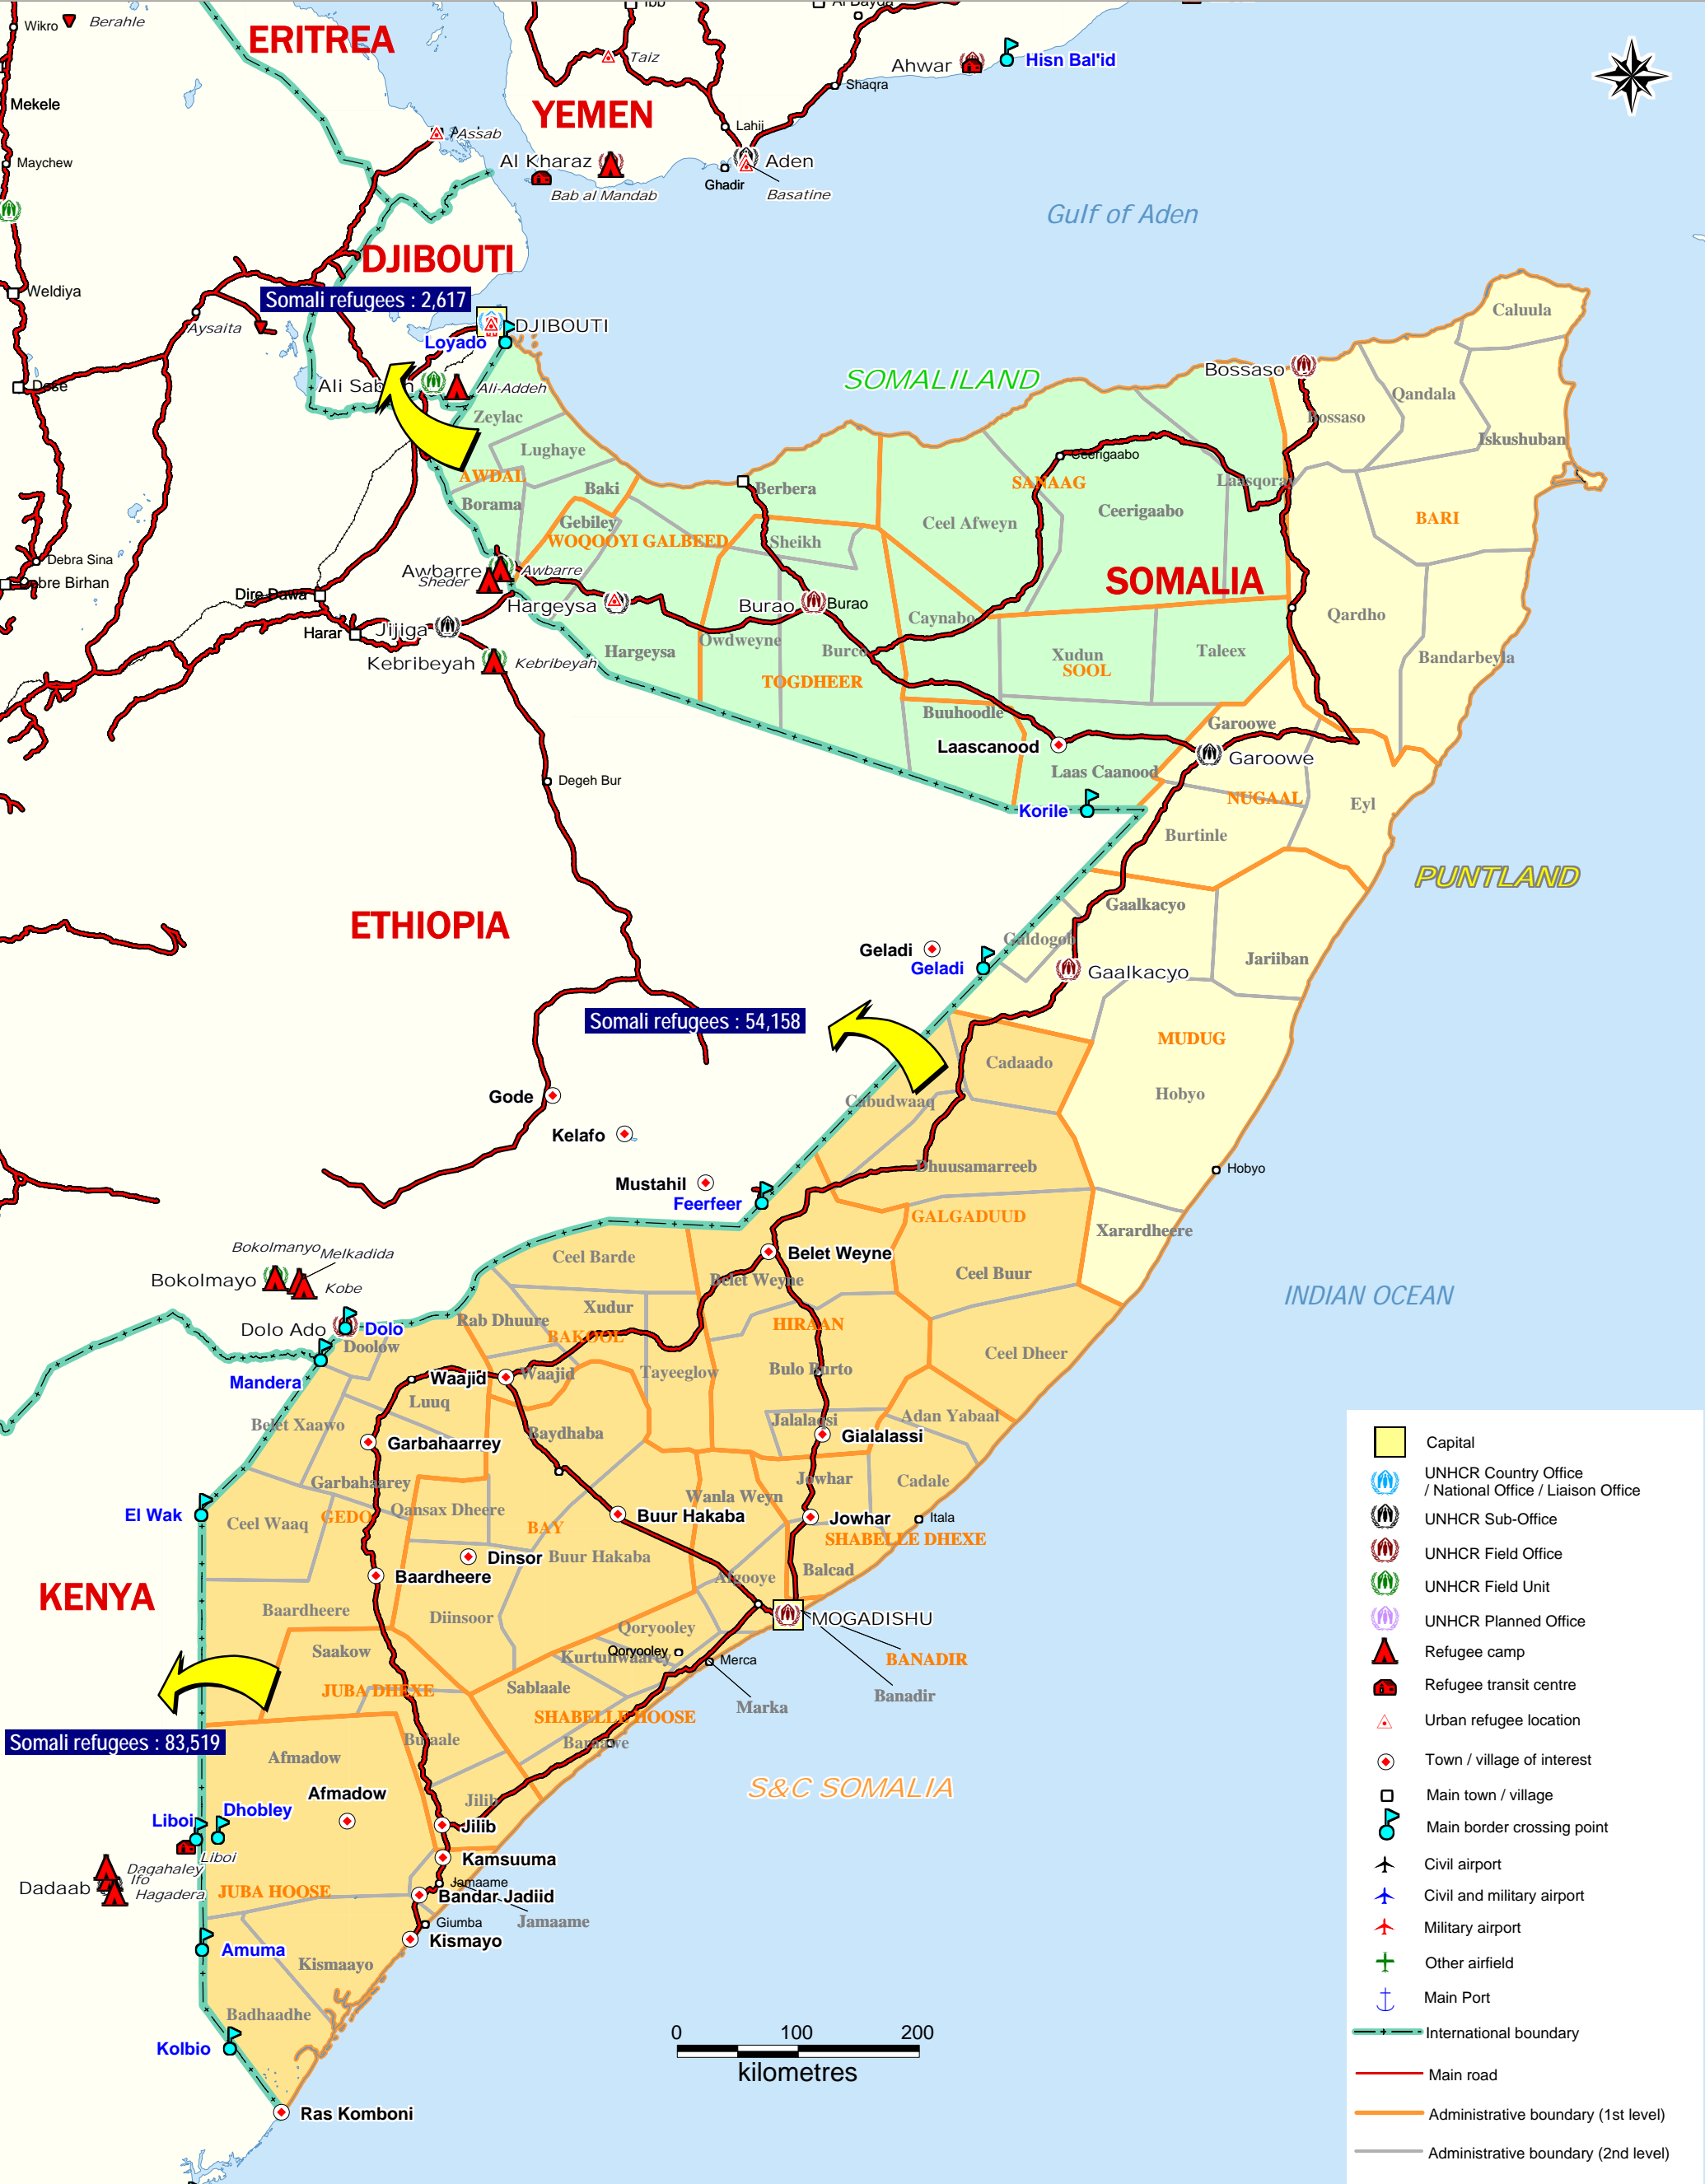 Ibb
Al Bayda
Wikro
Berahle
ERITREA
Taiz
Ahwar
Hisn Bal'id
Shaqra
Mekele
YEMEN
Lahij
Assab
Maychew
Al Kharaz
Aden
Ghadir
Bab al Mandab
Basatine
Gulf of Aden
DJIBOUTI
Weldiya
Somali refugees : 2,617
Aysaita
DJIBOUTI
Loyado
Caluula
SOMALILAND
Bossaso
Ali-Addeh
Qandala
Zeylac
Bossaso
Iskushuban
Lughaye
Ceerigaabo
AWDAL
SANAAG
Laasqoray
Baki
Berbera
Borama
Ceerigaabo
BARI
Gebiley
Ceel Afweyn
WOQOOYI GALBEED
Sheikh
Debra Sina
Awbarre
Awbarre
Sheder
SOMALIA
Dire Dawa
Hargeysa
Burao
Burao
Caynabo
Qardho
Harar
Jijiga
Owdweyne
Hargeysa
Burco
Xudun
Taleex
Bandarbeyla
Kebribeyah
Kebribeyah
SOOL
TOGDHEER
Buuhoodle
Garoowe
Laascanood
Garoowe
Degeh Bur
Laas Caanood
NUGAAL
Eyl
Korile
Burtinle
PUNTLAND
Gaalkacyo
ETHIOPIA
Geladi
Galdogob
Geladi
Gaalkacyo
Jariiban
Somali refugees : 54,158
MUDUG
Cadaado
Gode
Cabudwaaq
Hobyo
Kelafo
Dhuusamarreeb
Hobyo
Mustahil
Feerfeer
GALGADUUD
Xarardheere
Bokolmanyo
Melkadida
Ceel Barde
Belet Weyne
Bokolmayo
Kobe
Belet Weyne
Ceel Buur
INDIAN OCEAN
Xudur
Rab Dhuure
Dolo Ado
Dolo
HIRAAN
BAKOOL
Doolow
Ceel Dheer
Mandera
Waajid
Waajid
Tayeeglow
Bulo Burto
Luuq
Belet Xaawo
Jalalaqsi
Adan Yabaal
Baydhaba
Garbahaarrey
Gialalassi
Garbahaarey
Jowhar
Cadale
Wanla Weyn
Qansax Dheere
El Wak
Ceel Waaq
GEDO
Buur Hakaba
Jowhar
Itala
BAY
SHABELLE DHEXE
Dinsor
Buur Hakaba
Baardheere
Afgooye
Balcad
KENYA
Baardheere
Diinsoor
MOGADISHU
Qoryooley
Saakow
Qoryooley
Kurtunwaarey
Merca
BANADIR
JUBA DHEXE
Sablaale
Banadir
Marka
SHABELLE HOOSE
Somali refugees : 83,519
Bu'aale
Baraawe
Afmadow
S&C SOMALIA
Afmadow
Jilib
Dhobley
Liboi
Jilib
Liboi
Kamsuuma
Dagahaley
Ifo
Dadaab
Hagadera
JUBA HOOSE
Jamaame
Bandar Jadiid
Giumba
Jamaame
Kismayo
Amuma
Kismaayo
Badhaadhe
Kolbio
Ras Komboni
0 100 200
kilometres
Capital
UNHCR Country Office
/ National Office / Liaison Office
UNHCR Sub-Office
UNHCR Field Office
UNHCR Field Unit
UNHCR Planned Office
Refugee camp
Refugee transit centre
Urban refugee location
Town / village of interest
Main town / village
Main border crossing point
Civil airport
Civil and military airport
Military airport
Other airfield
Main Port
International boundary
Main road
Administrative boundary (1st level)
Administrative boundary (2nd level)